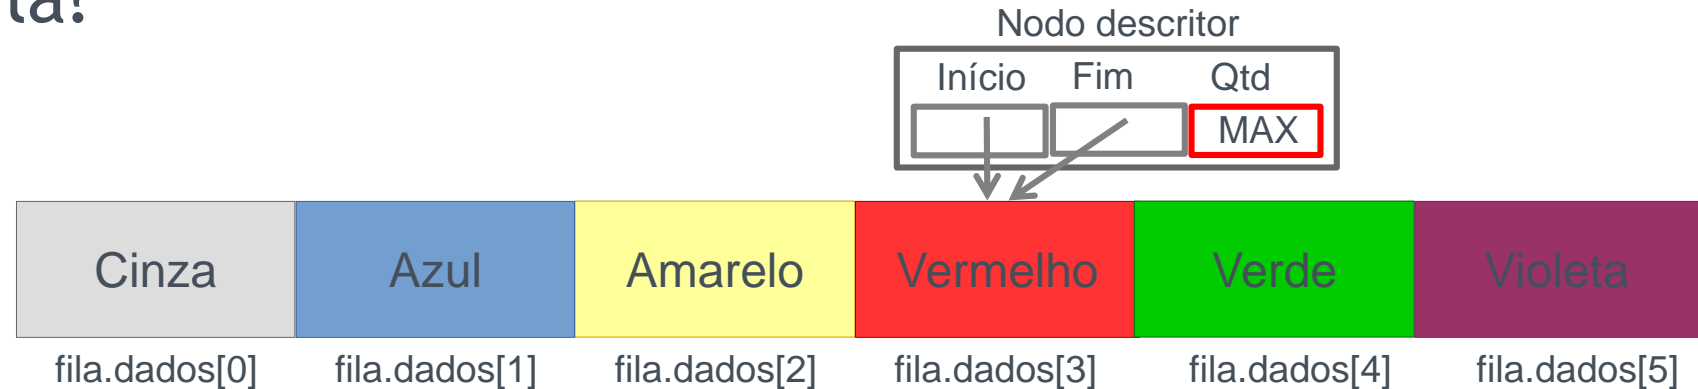 ta!
Nodo descritor
Início Fim Qtd
MAX
Cinza Azul Amarelo Vermelho Verde Violeta
fila.dados[0] fila.dados[1] fila.dados[2] fila.dados[3] fila.dados[4] fila.dados[5]